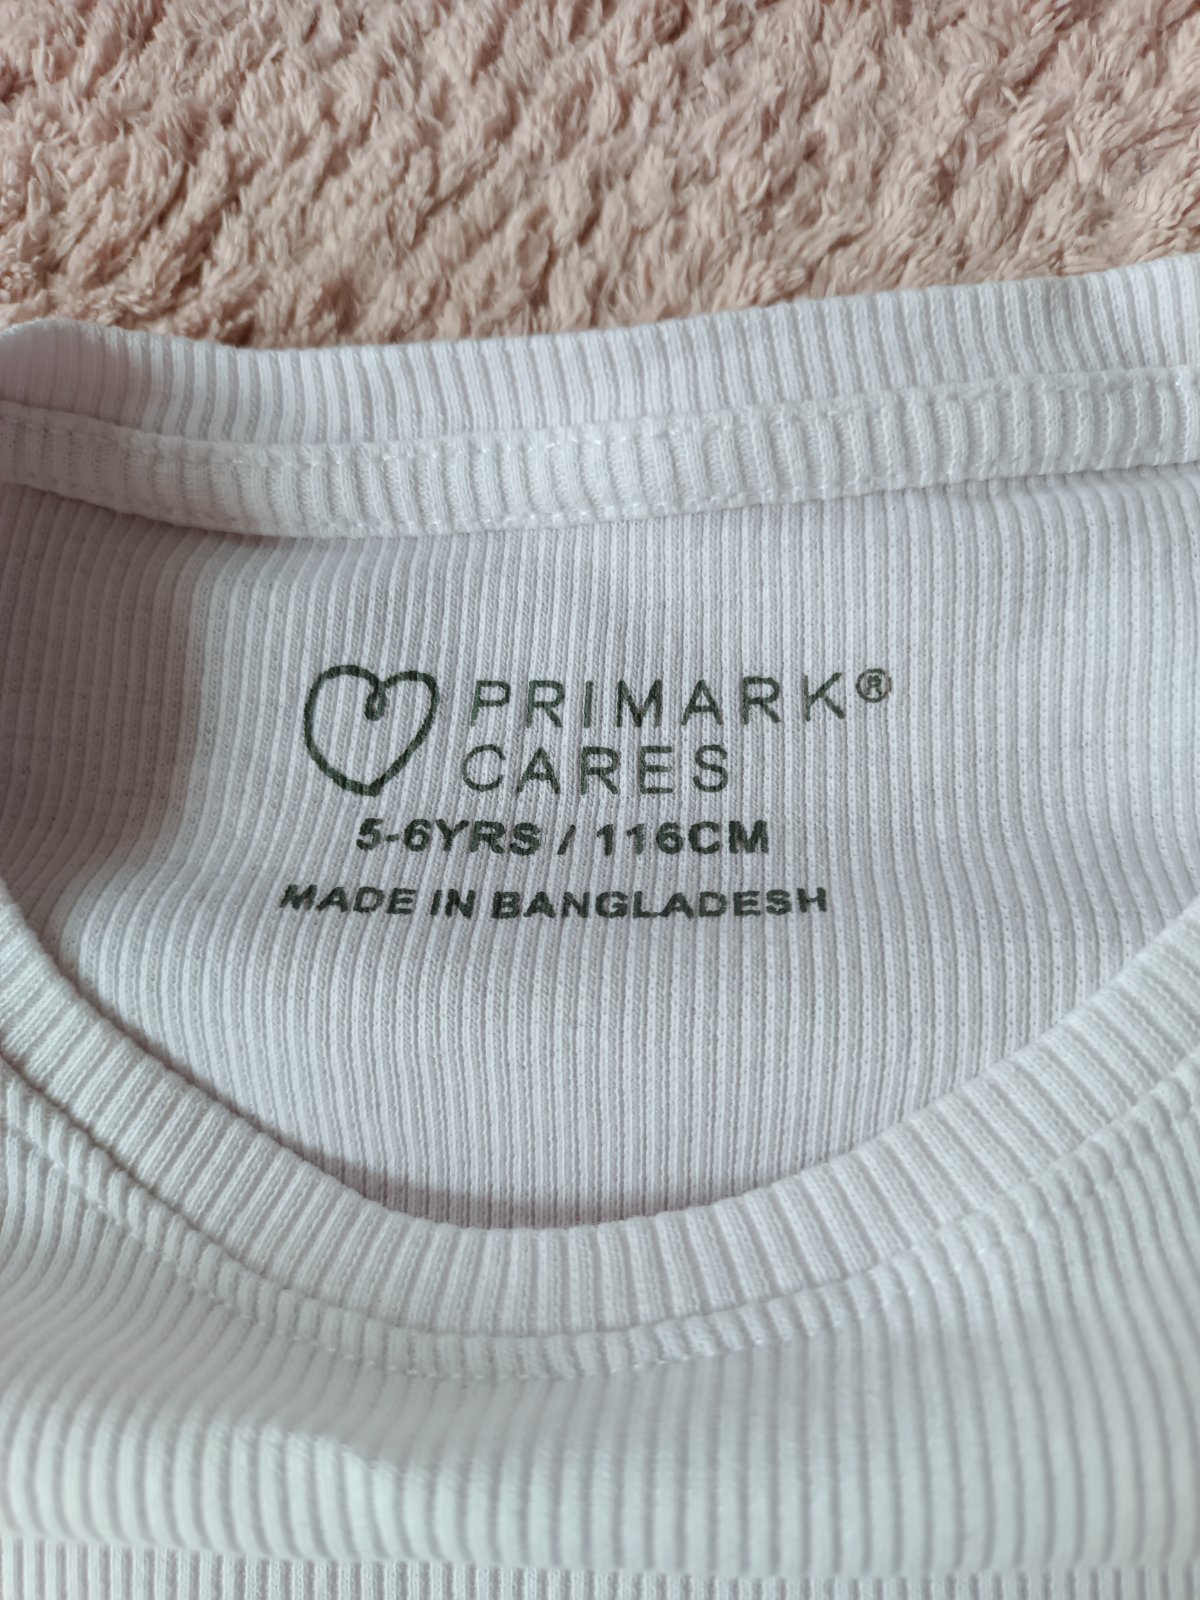 PRIMARK®
CARES
5-6YRS / 116CM
MADE IN BANGLADESH